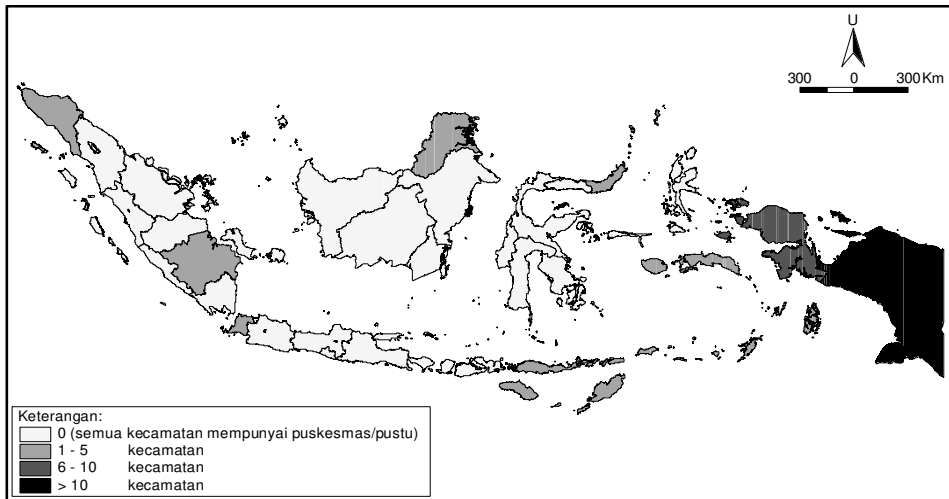 U
300 0 300 Km
Keterangan:
0 (semua kecamatan mempunyai puskesmas/pustu)
1 - 5 kecamatan
6 - 10 kecamatan
> 10 kecamatan